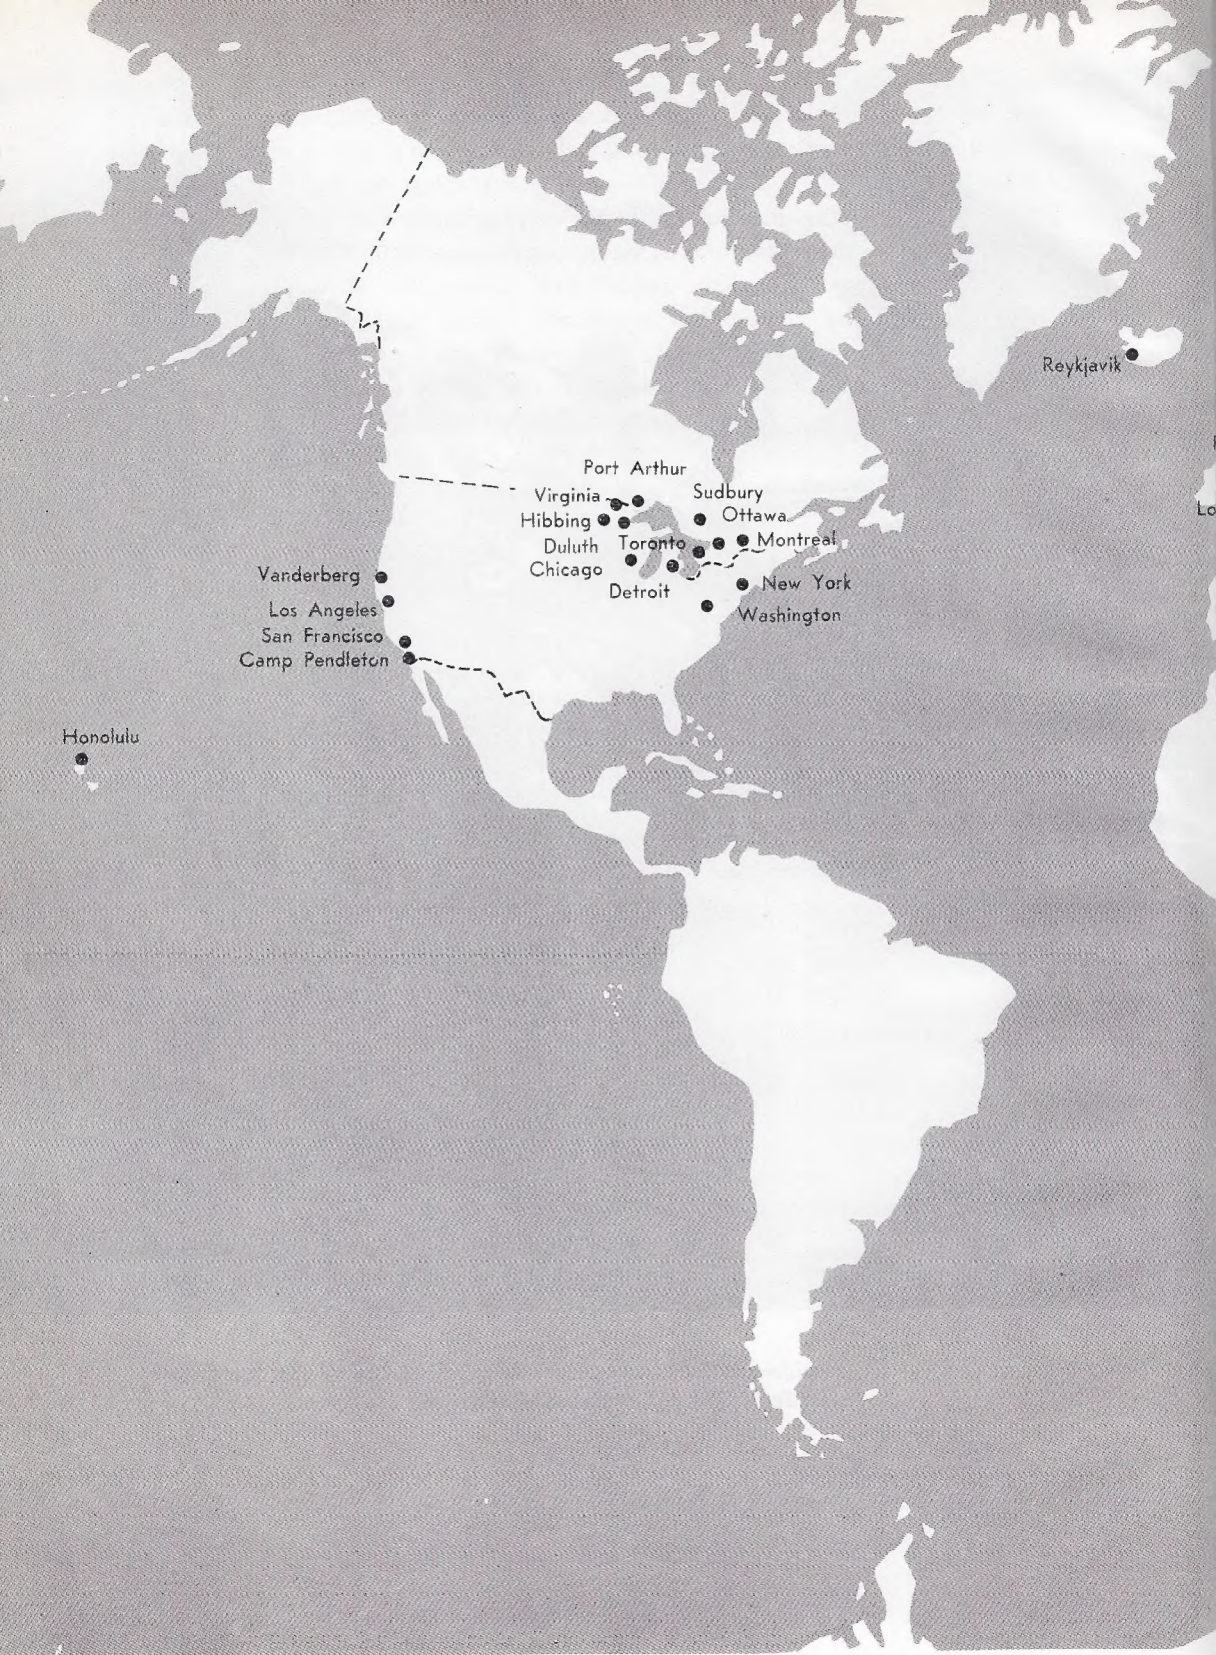 Reykjavik
Port Arthur
Virginia
Sudbury
Hibbing
Ottawa
Duluth
Toronto
Montreal
Chicago
Vanderberg
New York
Detroit
Los Angeles
Washington
San Francisco
Camp Pendleton
Honolulu
Lo